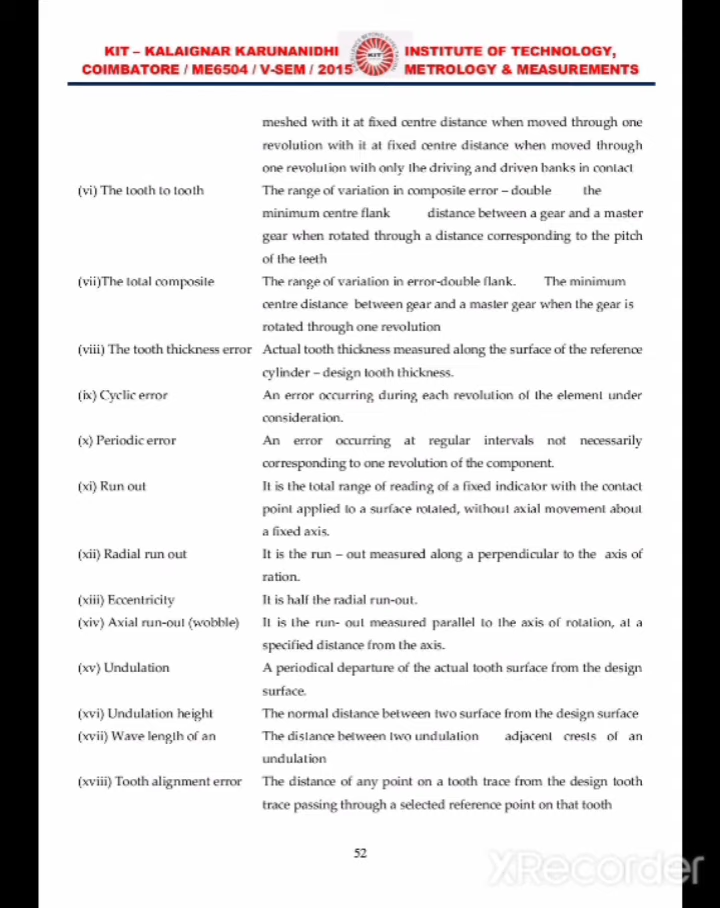 KIT – KALAIGNAR KARUNANIDHI INSTITUTE OF TECHNOLOGY,
COIMBATORE / ME6504 / V-SEM / 2015 METROLOGY & MEASUREMENTS
KIT
meshed with it at fixed centre distance when moved through one
revolution with it at fixed centre distance when moved through
one revolution with only the driving and driven banks in contact
(vi) The tooth to tooth The range of variation in composite error – double the
minimum centre flank distance between a gear and a master
gear when rotated through a distance corresponding to the pitch
of the teeth
(vii)The total composite The range of variation in error-double flank. The minimum
centre distance between gear and a master gear when the gear is
rotated through one revolution
(viii) The tooth thickness error Actual tooth thickness measured along the surface of the reference
cylinder – design tooth thickness.
(ix) Cyclic error An error occurring during each revolution of the element under
consideration.
(x) Periodic error An error occurring at regular intervals not necessarily
corresponding to one revolution of the component.
(xi) Run out It is the total range of reading of a fixed indicator with the contact
point applied to a surface rotated, without axial movement about
a fixed axis.
(xii) Radial run out It is the run – out measured along a perpendicular to the axis of
ration.
(xiii) Eccentricity It is half the radial run-out.
(xiv) Axial run-out (wobble) It is the run- out measured parallel to the axis of rotation, at a
specified distance from the axis.
(xv) Undulation A periodical departure of the actual tooth surface from the design
surface.
(xvi) Undulation height The normal distance between two surface from the design surface
(xvii) Wave length of an The distance between two undulation adjacent crests of an
undulation
(xviii) Tooth alignment error The distance of any point on a tooth trace from the design tooth
trace passing through a selected reference point on that tooth
52
XRecorder